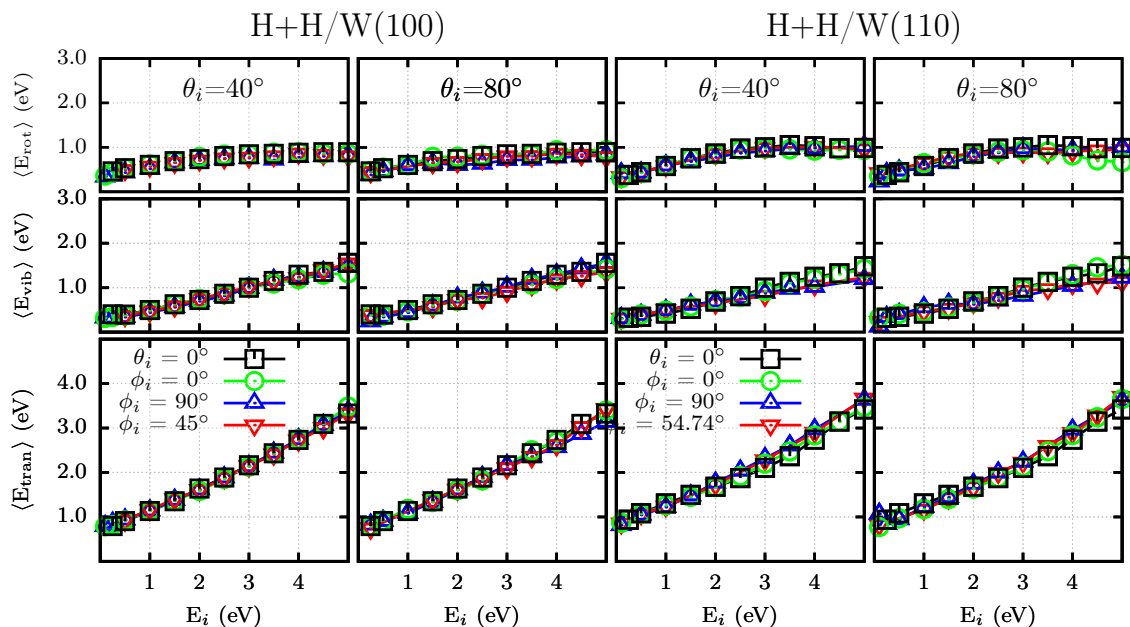 H+H/W(100) H+H/W(110)
θi=40° θi=80° θi=40° θi=80°
⟨Erot⟩ (eV)
3.0
2.0
1.0
⟨Evib⟩ (eV)
3.0
2.0
1.0
⟨Etran⟩ (eV)
4.0
3.0
2.0
1.0
θi = 0°
ϕi = 0°
ϕi = 90°
ϕi = 45°
θi = 0°
ϕi = 0°
ϕi = 90°
i = 54.74°
1 2 3 4 1 2 3 4 1 2 3 4 1 2 3 4
Ei (eV) Ei (eV) Ei (eV) Ei (eV)